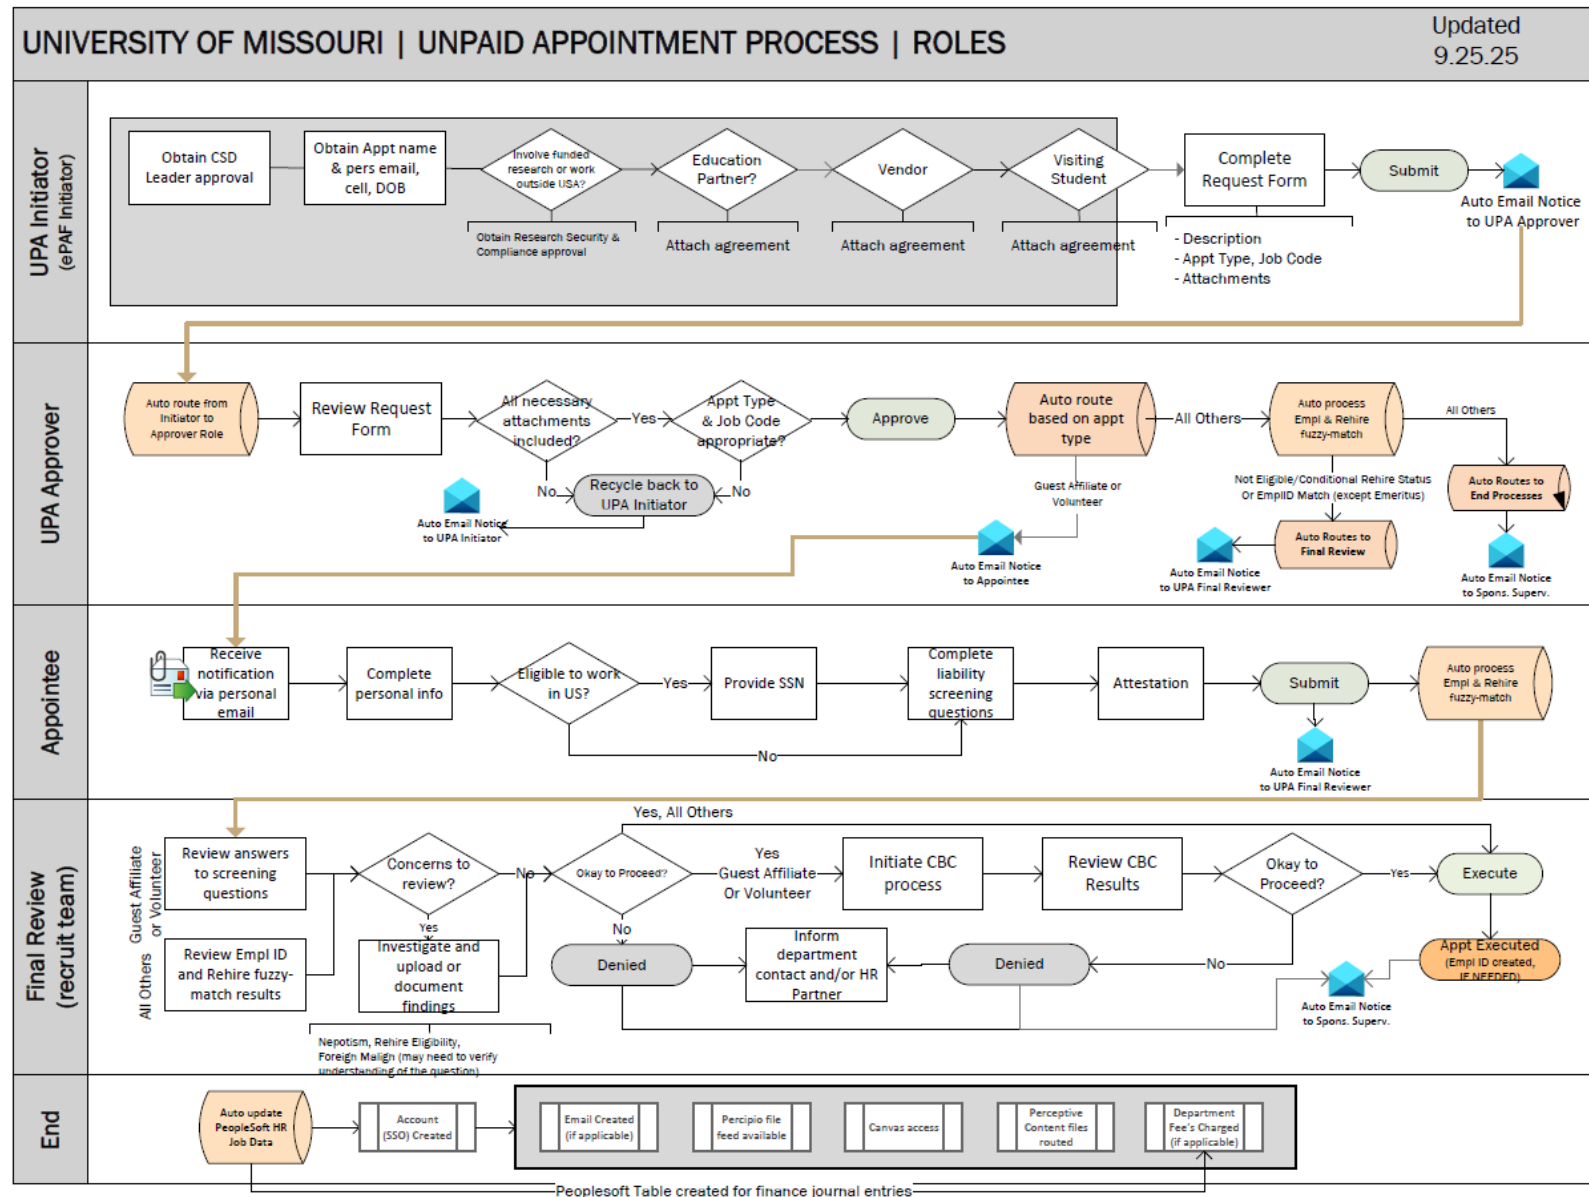 UNIVERSITY OF MISSOURI | UNPAID APPOINTMENT PROCESS | ROLES
Updated
9.25.25
UPA Initiator
(ePAF Initiator)
Obtain CSD
Leader approval
Obtain Appt name
& pers email,
cell, DOB
Involve funded
research or work
outside USA?
Obtain Research Security &
Compliance approval
Education
Partner?
Attach agreement
Vendor
Attach agreement
Visiting
Student
Attach agreement
Complete
Request Form
- Description
- Appt Type, Job Code
- Attachments
Submit
Auto Email Notice
to UPA Approver
UPA Approver
Auto route from
Initiator to
Approver Role
Review Request
Form
All necessary
attachments
included?
Yes
No
Appt Type
& Job Code
appropriate?
No
Recycle back to
UPA Initiator
Auto Email Notice
to UPA Initiator
Approve
Auto route
based on appt
type
Guest Affiliate or
Volunteer
Auto Email Notice
to Appointee
All Others
Auto process
Empl & Rehire
fuzzy-match
Not Eligible/Conditional Rehire Status
Or EmplID Match (except Emeritus)
Auto Routes to
Final Review
Auto Email Notice
to UPA Final Reviewer
All Others
Auto Routes to
End Processes
Auto Email Notice
to Spons. Superv.
Appointee
Receive
notification
via personal
email
Complete
personal info
Eligible to work
in US?
Yes
No
Provide SSN
Complete
liability
screening
questions
Attestation
Submit
Auto Email Notice
to UPA Final Reviewer
Auto process
Empl & Rehire
fuzzy-match
Final Review
(recruit team)
Guest Affiliate
or Volunteer
All Others
Review answers
to screening
questions
Review Empl ID
and Rehire fuzzy-
match results
Concerns to
review?
No
Yes
Investigate and
upload or
document
findings
Nepotism, Rehire Eligibility,
Foreign Malign (may need to verify
understanding of the question)
Okay to Proceed?
Yes, All Others
Yes
Guest Affiliate
Or Volunteer
No
Denied
Inform
department
contact and/or HR
Partner
Initiate CBC
process
Review CBC
Results
Okay to
Proceed?
Yes
No
Denied
Execute
Appt Executed
(Empl ID created,
IF NEEDED)
Auto Email Notice
to Spons. Superv.
End
Auto update
PeopleSoft HR
Job Data
Account
(SSO) Created
Email Created
(if applicable)
Percipio file
feed available
Canvas access
Perceptive
Content files
routed
Department
Fee's Charged
(if applicable)
Peoplesoft Table created for finance journal entries